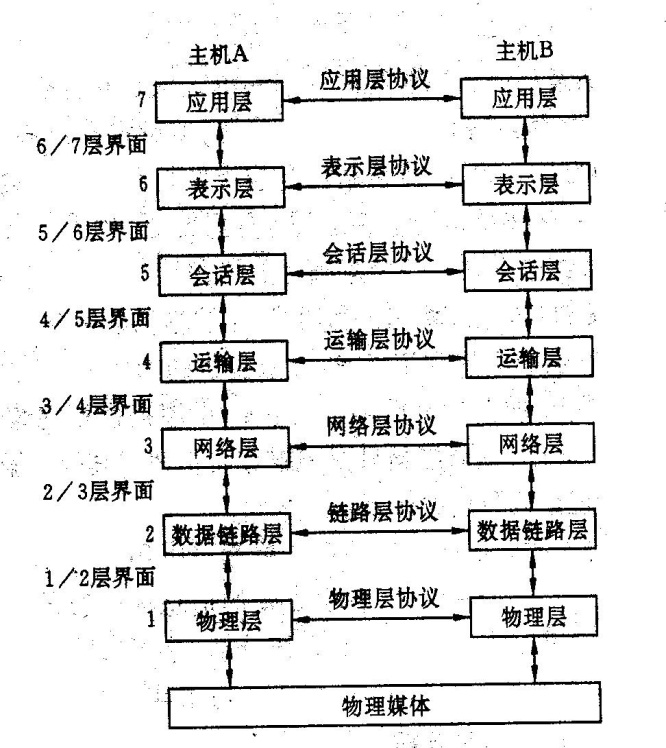 主机A 主机B
7 应用层 应用层协议 应用层
6/7层界面
6 表示层 表示层协议 表示层
5/6层界面
5 会话层 会话层协议 会话层
4/5层界面
4 运输层 运输层协议 运输层
3/4层界面
3 网络层 网络层协议 网络层
2/3层界面
2 数据链路层 链路层协议 数据链路层
1/2层界面
1 物理层 物理层协议 物理层
物理媒体